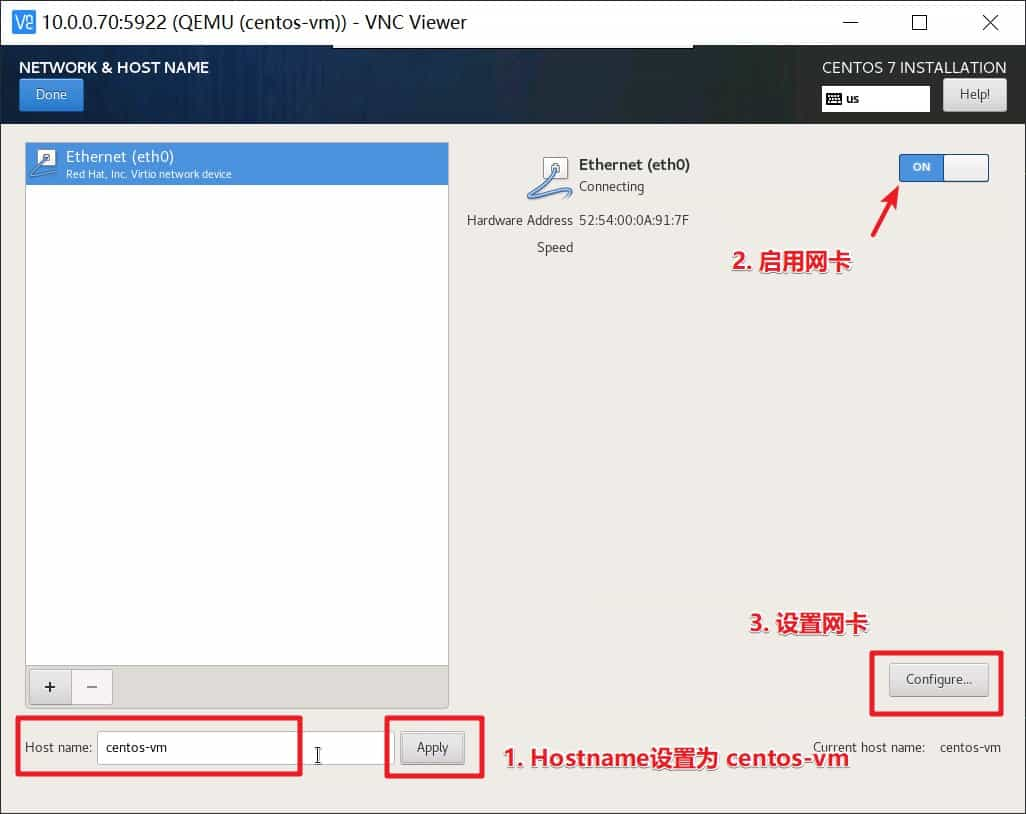 10.0.0.70:5922 (QEMU (centos-vm)) - VNC Viewer
NETWORK & HOST NAME
CENTOS 7 INSTALLATION
Done
us
Help!
Ethernet (eth0)
Red Hat, Inc. Virtio network device
Ethernet (eth0)
Connecting
ON
Hardware Address 52:54:00:0A:91:7F
Speed
2. 启用网卡
3. 设置网卡
Configure...
+
−
Host name: centos-vm
Apply
1. Hostname设置为 centos-vm
Current host name: centos-vm